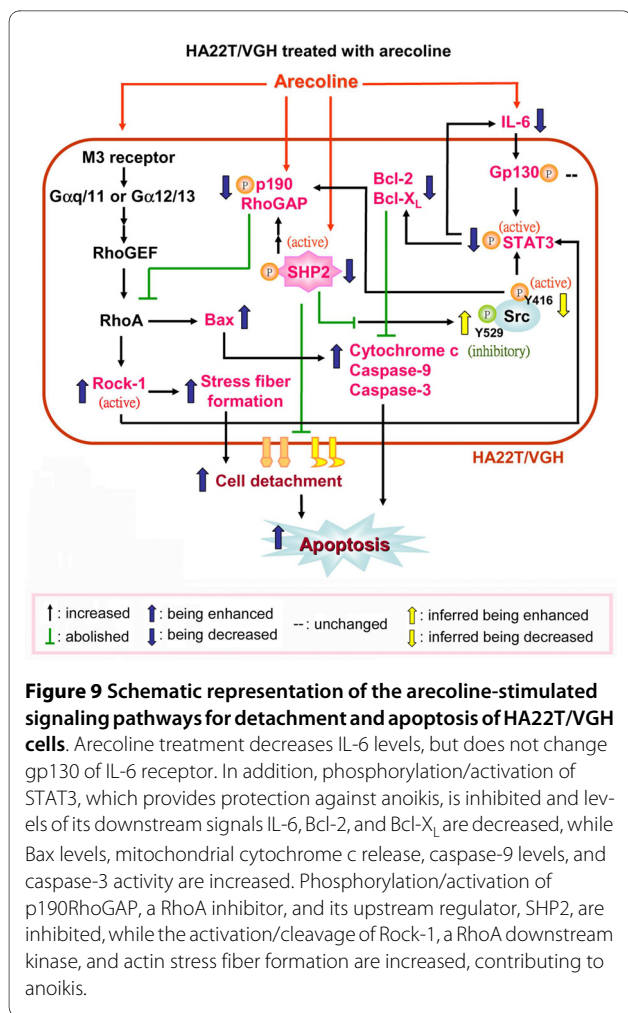 HA22T/VGH treated with arecoline
Arecoline
IL-6
M3 receptor
Gαq/11 or Gα12/13
RhoGEF
RhoA
Rock-1
(active)
P p190
RhoGAP
(active)
P SHP2
Bax
Stress fiber
formation
Bcl-2
Bcl-XL
Gp130 P --
(active)
P STAT3
P (active)
Y416
P Src
Y529
(inhibitory)
Cytochrome c
Caspase-9
Caspase-3
HA22T/VGH
Cell detachment
Apoptosis
: increased : being enhanced -- : unchanged : inferred being enhanced
: abolished : being decreased : inferred being decreased
Figure 9 Schematic representation of the arecoline-stimulated
signaling pathways for detachment and apoptosis of HA22T/VGH
cells. Arecoline treatment decreases IL-6 levels, but does not change
gp130 of IL-6 receptor. In addition, phosphorylation/activation of
STAT3, which provides protection against anoikis, is inhibited and lev-
els of its downstream signals IL-6, Bcl-2, and Bcl-XL are decreased, while
Bax levels, mitochondrial cytochrome c release, caspase-9 levels, and
caspase-3 activity are increased. Phosphorylation/activation of
p190RhoGAP, a RhoA inhibitor, and its upstream regulator, SHP2, are
inhibited, while the activation/cleavage of Rock-1, a RhoA downstream
kinase, and actin stress fiber formation are increased, contributing to
anoikis.